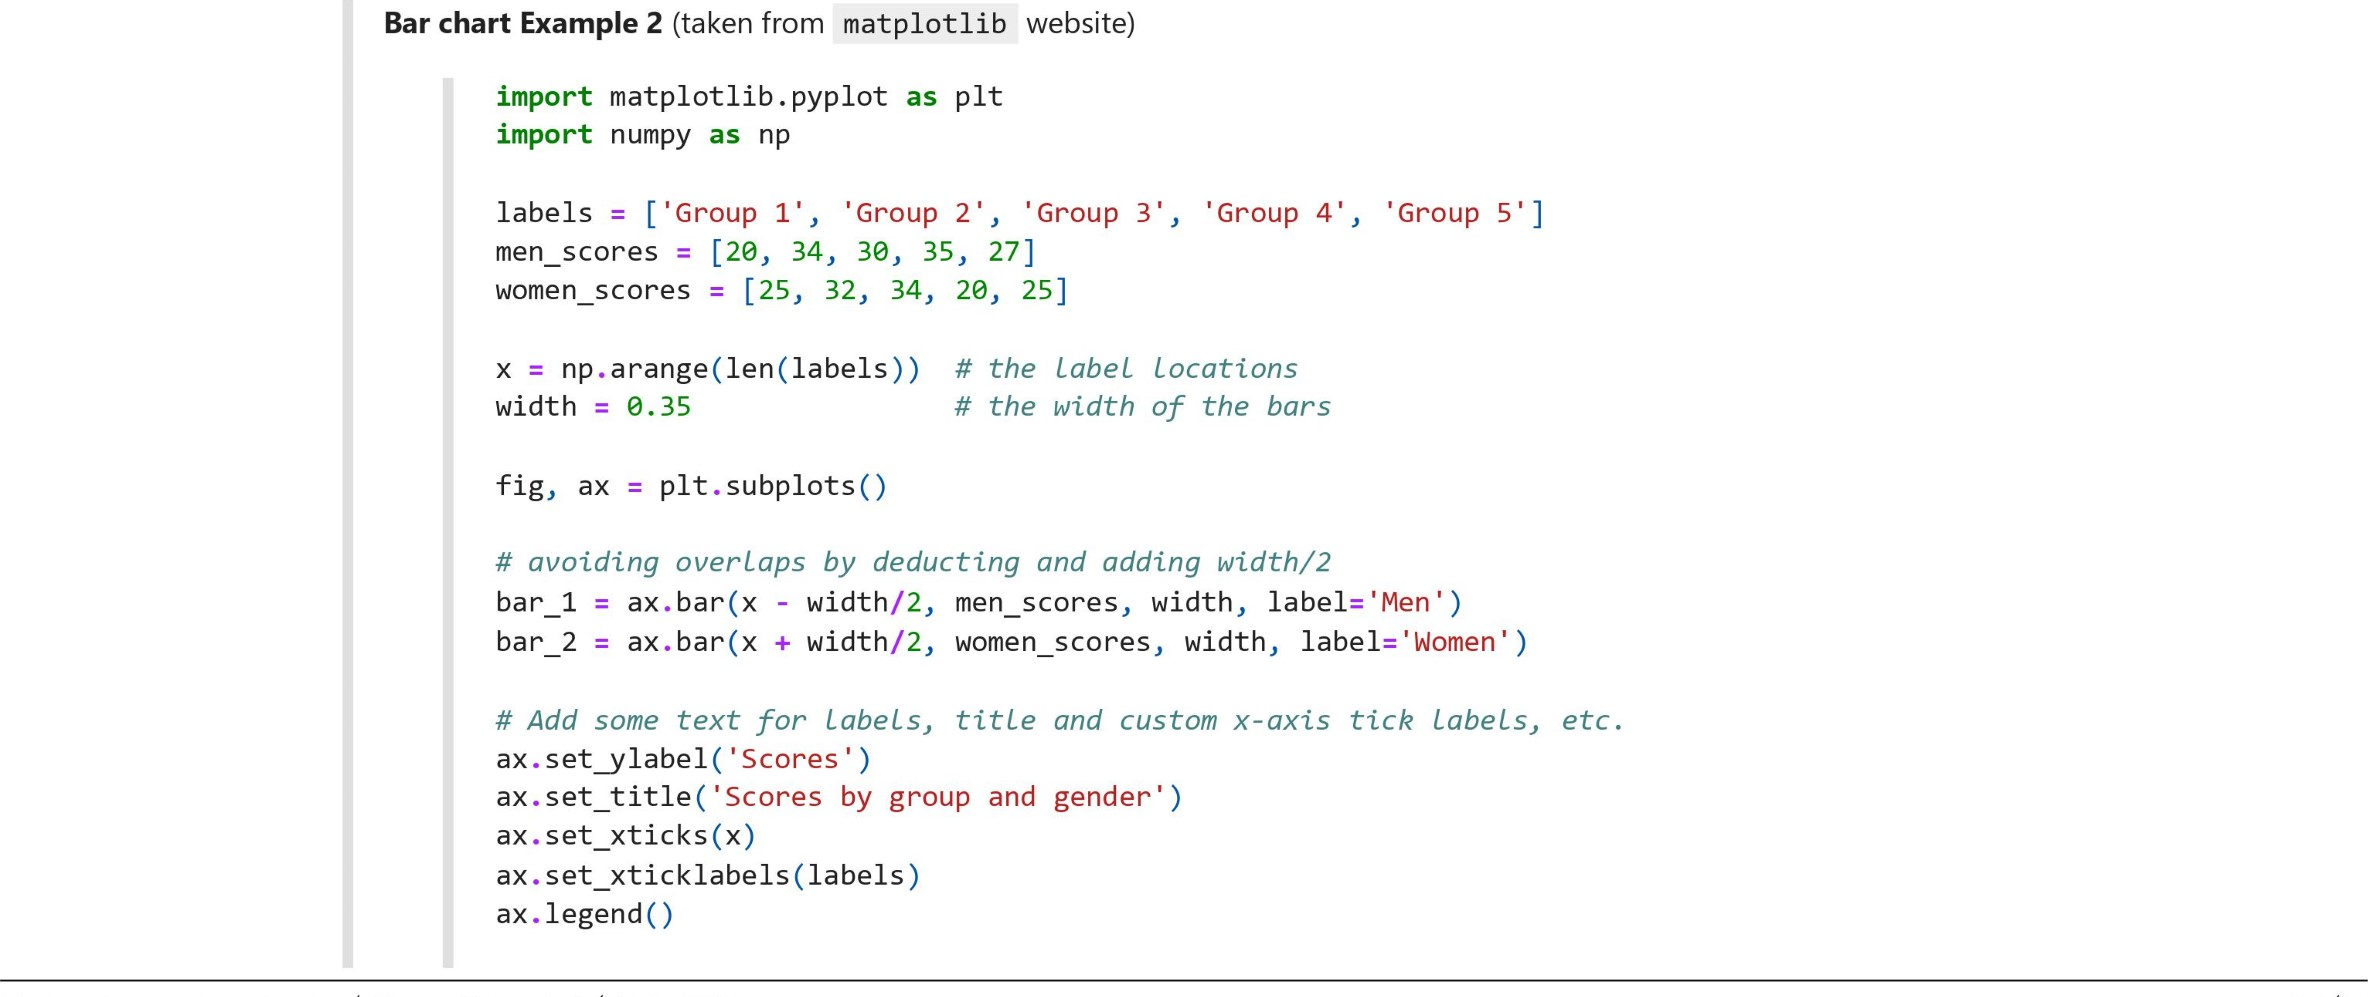 Bar chart Example 2 (taken from matplotlib website)
import matplotlib.pyplot as plt
import numpy as np
labels = ['Group 1', 'Group 2', 'Group 3', 'Group 4', 'Group 5']
men_scores = [20, 34, 30, 35, 27]
women_scores = [25, 32, 34, 20, 25]
x = np.arange(len(labels))  # the label locations
width = 0.35                # the width of the bars
fig, ax = plt.subplots()
# avoiding overlaps by deducting and adding width/2
bar_1 = ax.bar(x - width/2, men_scores, width, label='Men')
bar_2 = ax.bar(x + width/2, women_scores, width, label='Women')
# Add some text for labels, title and custom x-axis tick labels, etc.
ax.set_ylabel('Scores')
ax.set_title('Scores by group and gender')
ax.set_xticks(x)
ax.set_xticklabels(labels)
ax.legend()